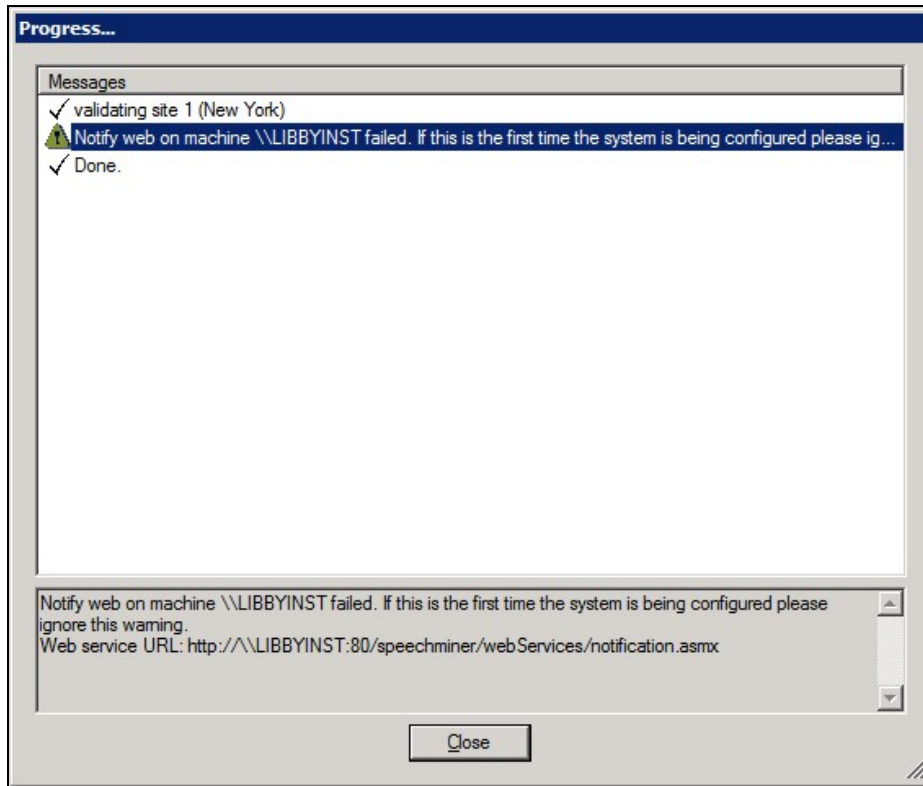 Progress...
Messages
validating site 1 (New York)
Notify web on machine \\LIBBYINST failed. If this is the first time the system is being configured please ig...
Done.
Notify web on machine \\LIBBYINST failed. If this is the first time the system is being configured please
ignore this warning.
Web service URL: http://\\LIBBYINST:80/speechminer/webServices/notification.asmx
Close